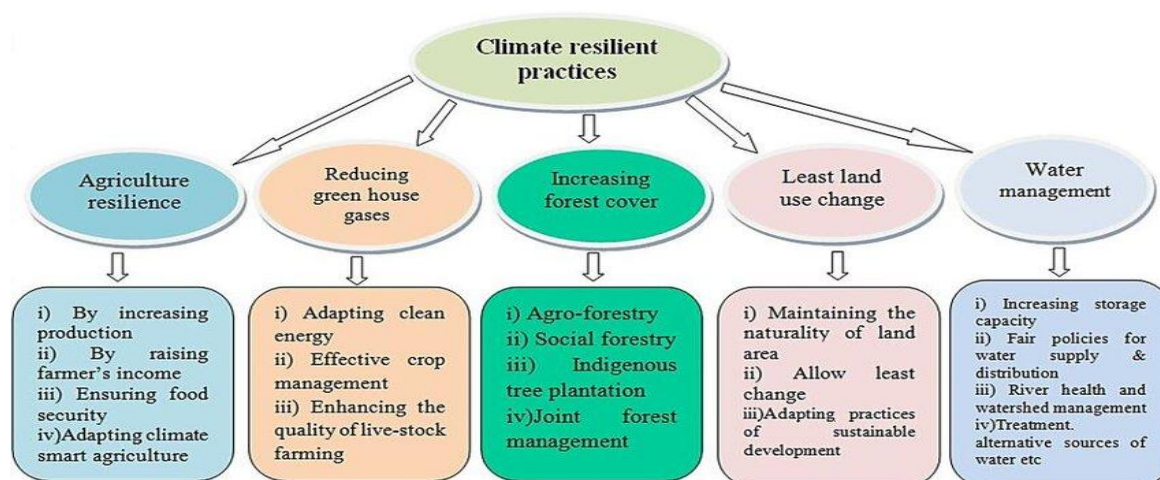 Climate resilient
practices
Agriculture
resilience
Reducing
green house
gases
Increasing
forest cover
Least land
use change
Water
management
i) By increasing
production
ii) By raising
farmer's income
iii) Ensuring food
security
iv)Adapting climate
smart agriculture
i) Adapting clean
energy
ii) Effective crop
management
iii) Enhancing the
quality of live-stock
farming
i) Agro-forestry
ii) Social forestry
iii) Indigenous
tree plantation
iv)Joint forest
management
i) Maintaining the
naturality of land
area
ii) Allow least
change
iii)Adapting practices
of sustainable
development
i) Increasing storage
capacity
ii) Fair policies for
water supply &
distribution
iii) River health and
watershed management
iv)Treatment.
alternative sources of
water etc